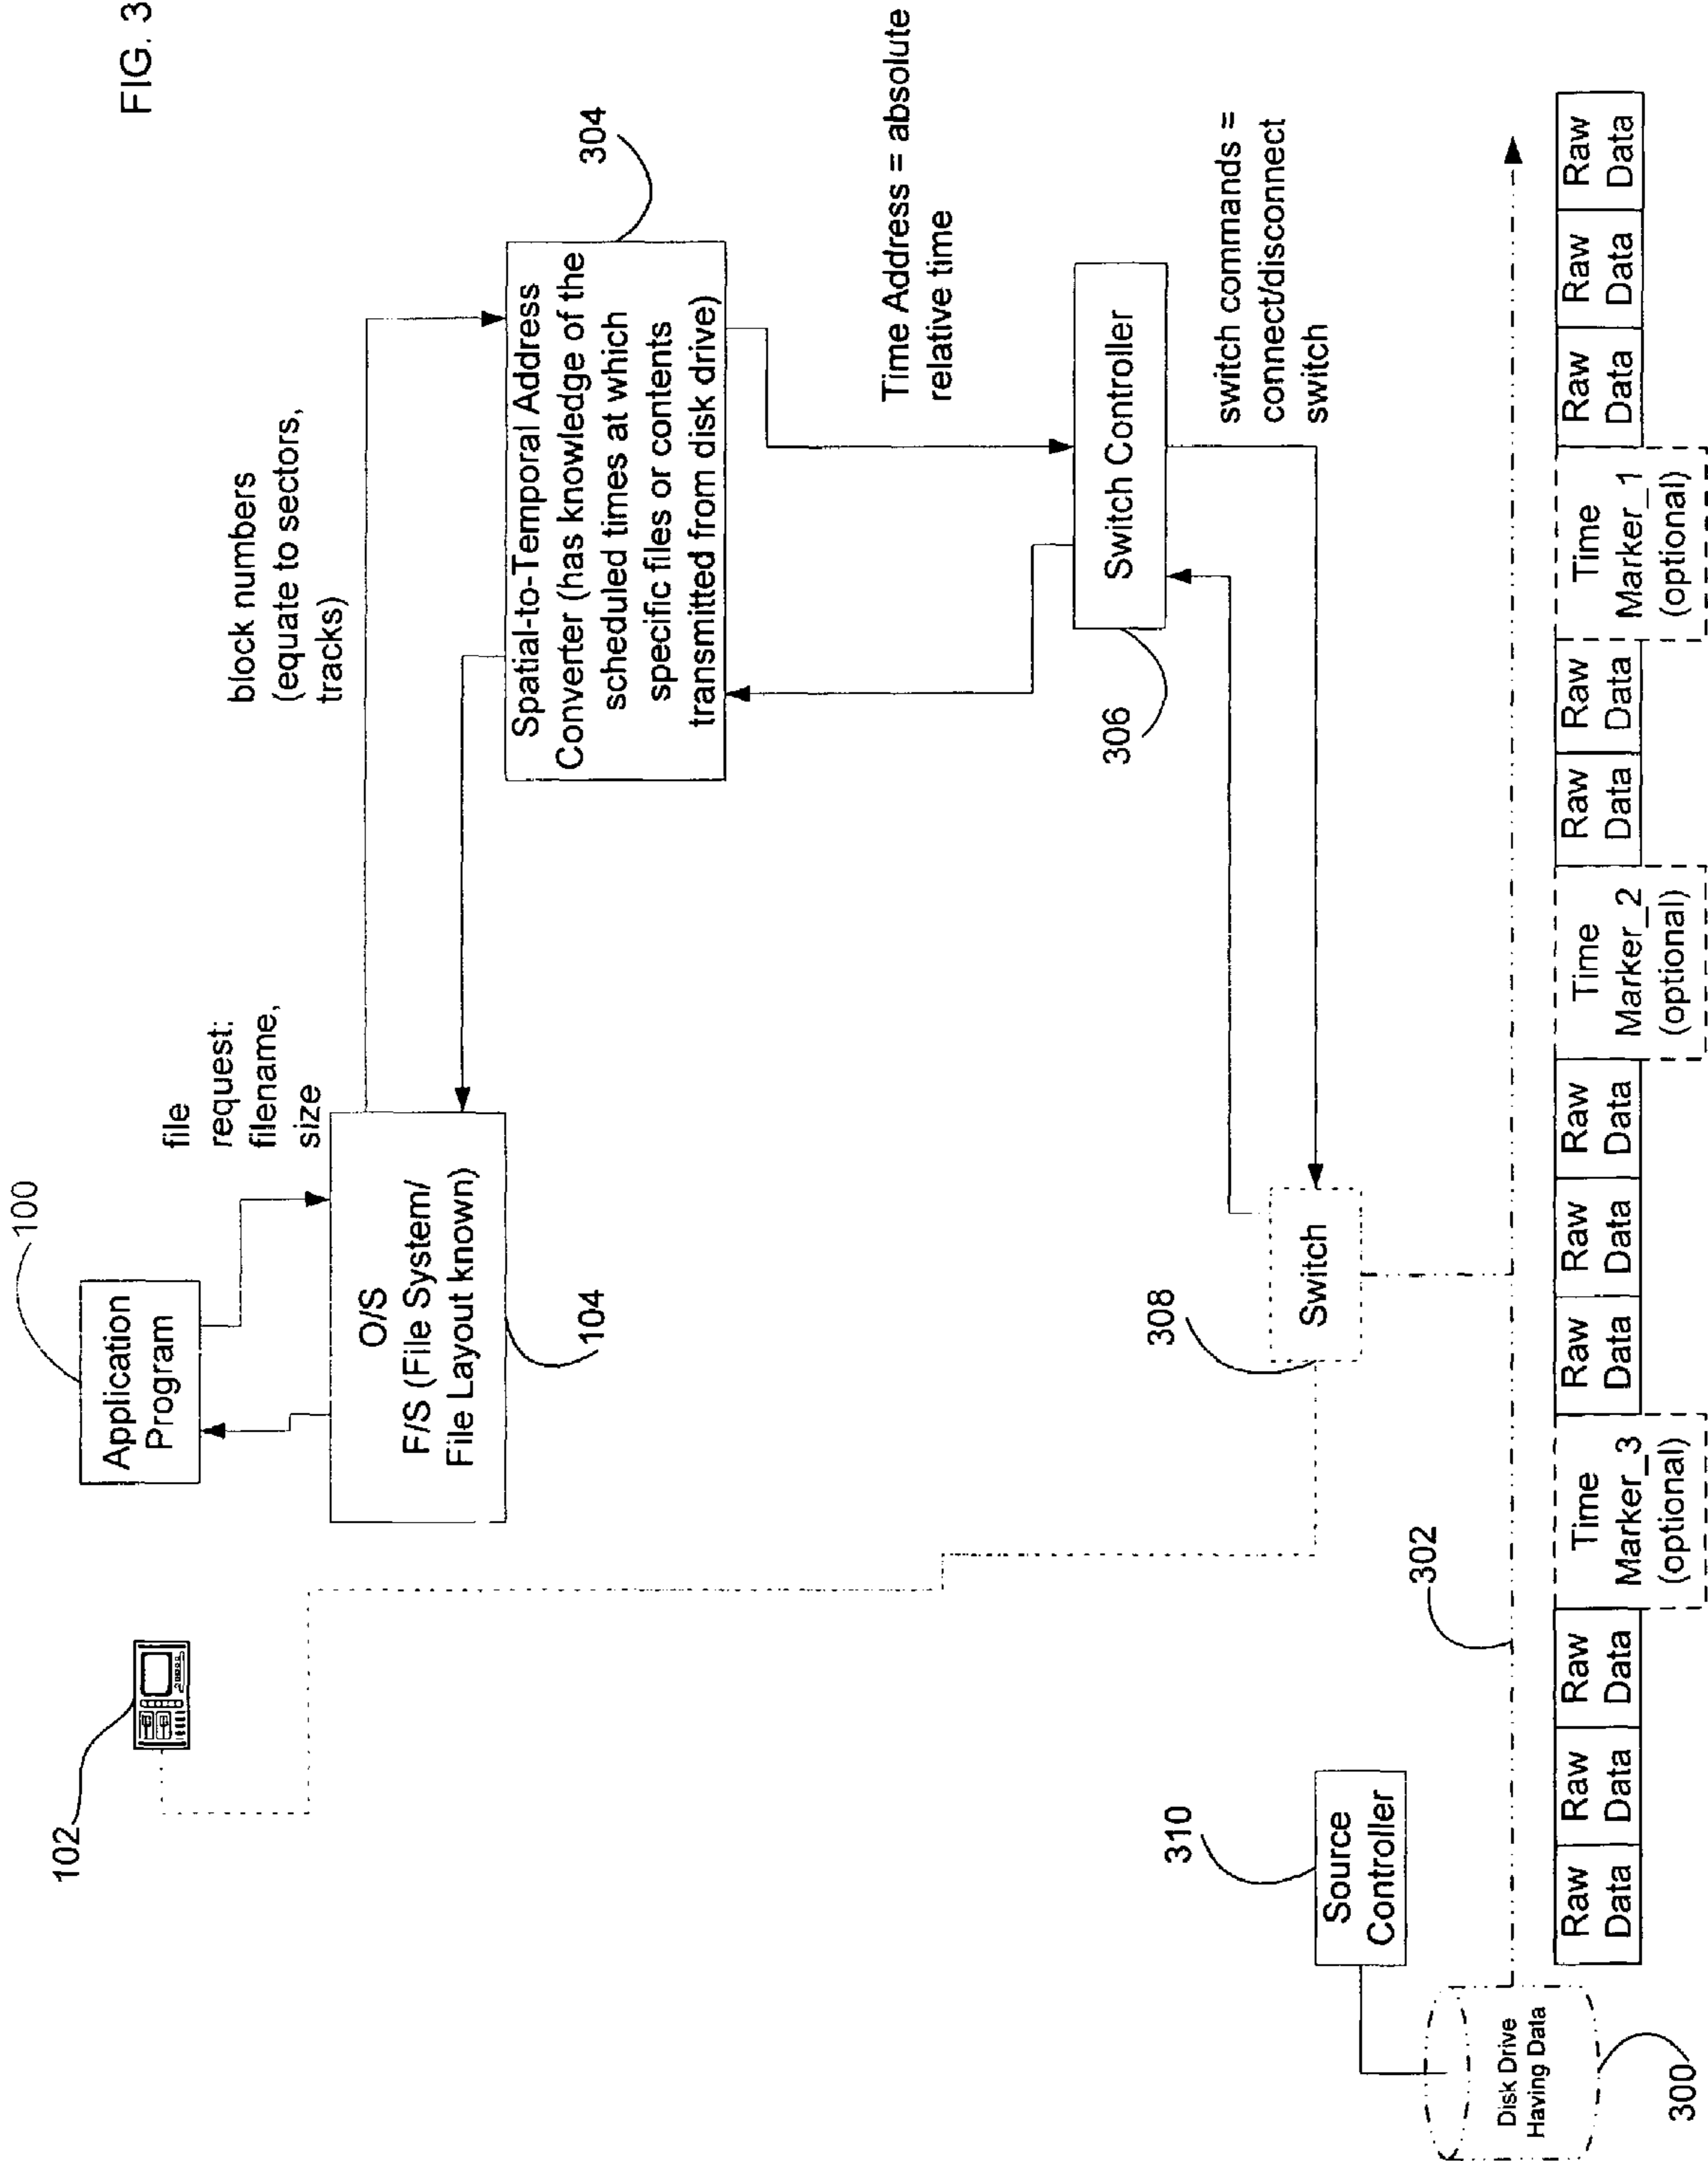 FIG. 3
102
100
Application
Program
file
request:
filename,
size
O/S
F/S (File System/
File Layout known)
104
block numbers
(equate to sectors,
tracks)
Spatial-to-Temporal Address
Converter (has knowledge of the
scheduled times at which
specific files or contents
transmitted from disk drive)
304
Time Address = absolute
relative time
Switch Controller
306
switch commands =
connect/disconnect
switch
Switch
308
310
Source
Controller
302
Disk Drive
Having Data
300
Raw
Data
Raw
Data
Raw
Data
Time
Marker_3
(optional)
Raw
Data
Raw
Data
Raw
Data
Time
Marker_2
(optional)
Raw
Data
Raw
Data
Time
Marker_1
(optional)
Raw
Data
Raw
Data
Raw
Data